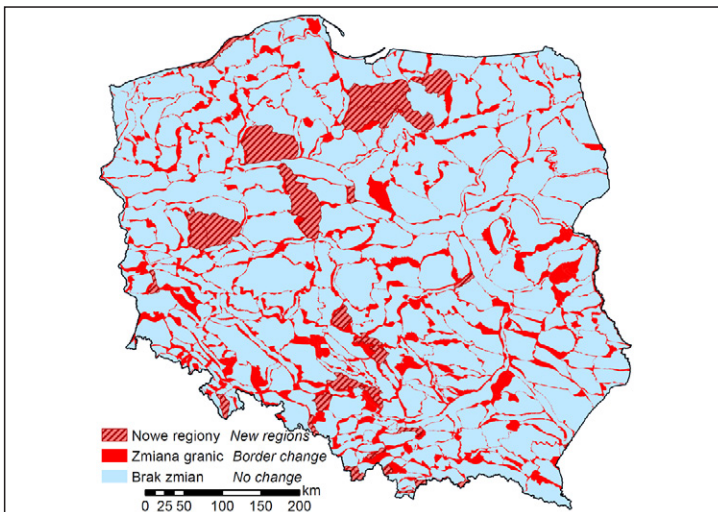 Nowe regiony New regions
Zmiana granic Border change
Brak zmian No change
km
0 25 50 100 150 200